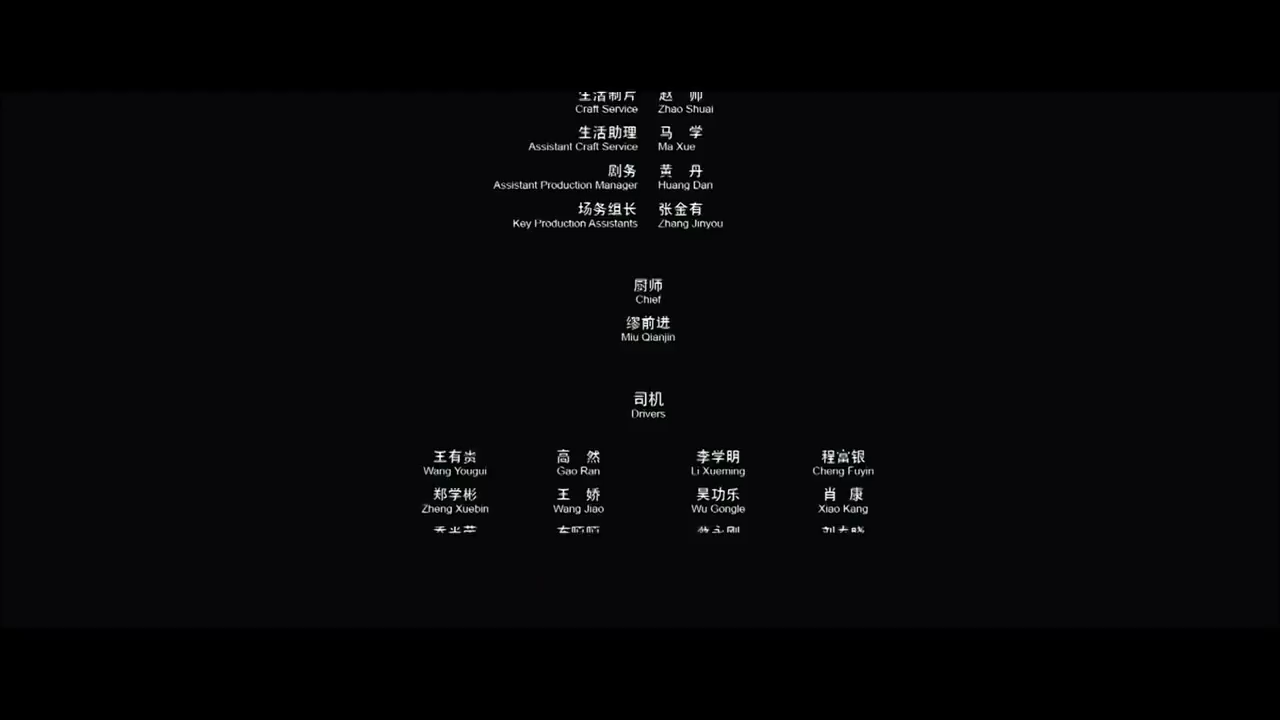 生活制片 赵 帅
Craft Service Zhao Shuai
生活助理 马 学
Assistant Craft Service Ma Xue
剧务 黄 丹
Assistant Production Manager Huang Dan
场务组长 张金有
Key Production Assistants Zhang Jinyou
厨师
Chief
缪前进
Miu Qianjin
司机
Drivers
王有贵 高 然 李学明 程富银
Wang Yougui Gao Ran Li Xueming Cheng Fuyin
郑学彬 王 娇 吴功乐 肖 康
Zheng Xuebin Wang Jiao Wu Gongle Xiao Kang